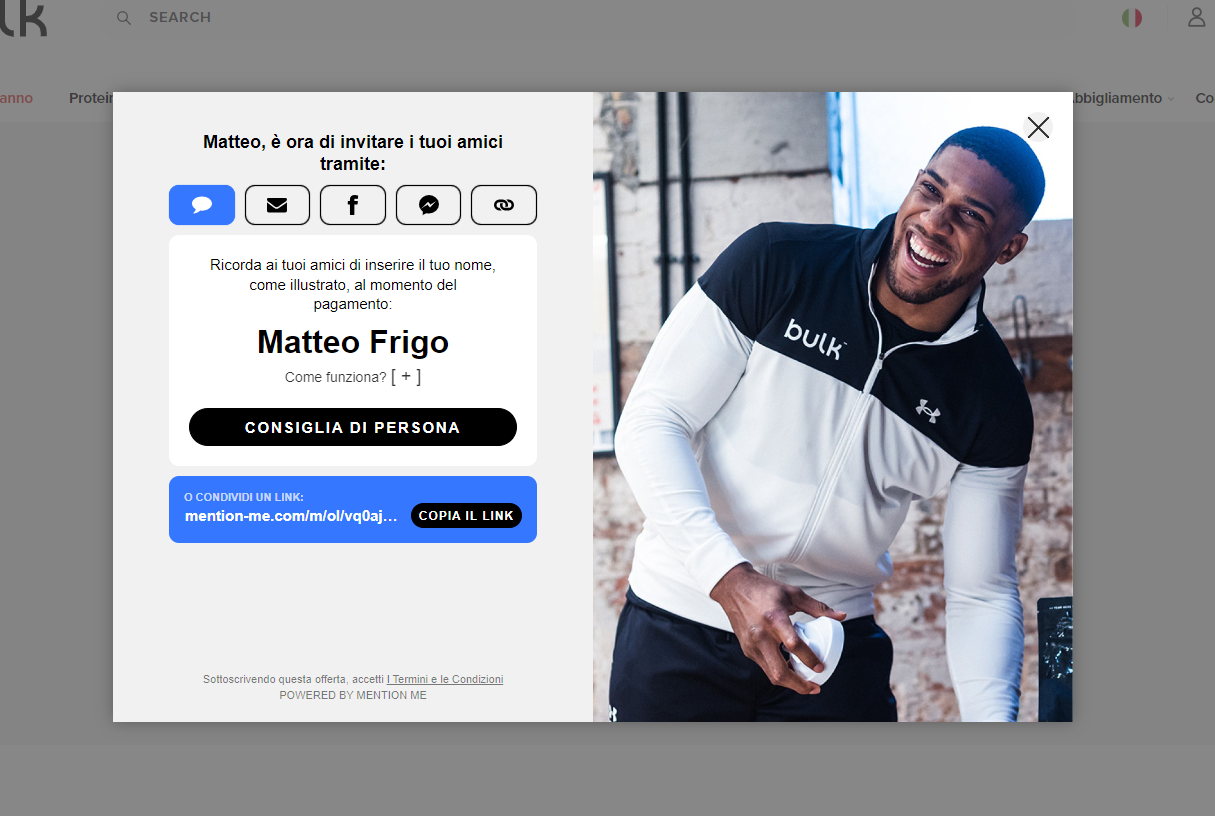 lk
SEARCH
anno
Protein
Abbigliamento
Co
Matteo, è ora di invitare i tuoi amici
tramite:
Ricorda ai tuoi amici di inserire il tuo nome,
come illustrato, al momento del
pagamento:
Matteo Frigo
Come funziona? [ + ]
CONSIGLIA DI PERSONA
O CONDIVIDI UN LINK:
mention-me.com/m/ol/vq0aj...
COPIA IL LINK
Sottoscrivendo questa offerta, accetti I Termini e le Condizioni
POWERED BY MENTION ME
bulk™